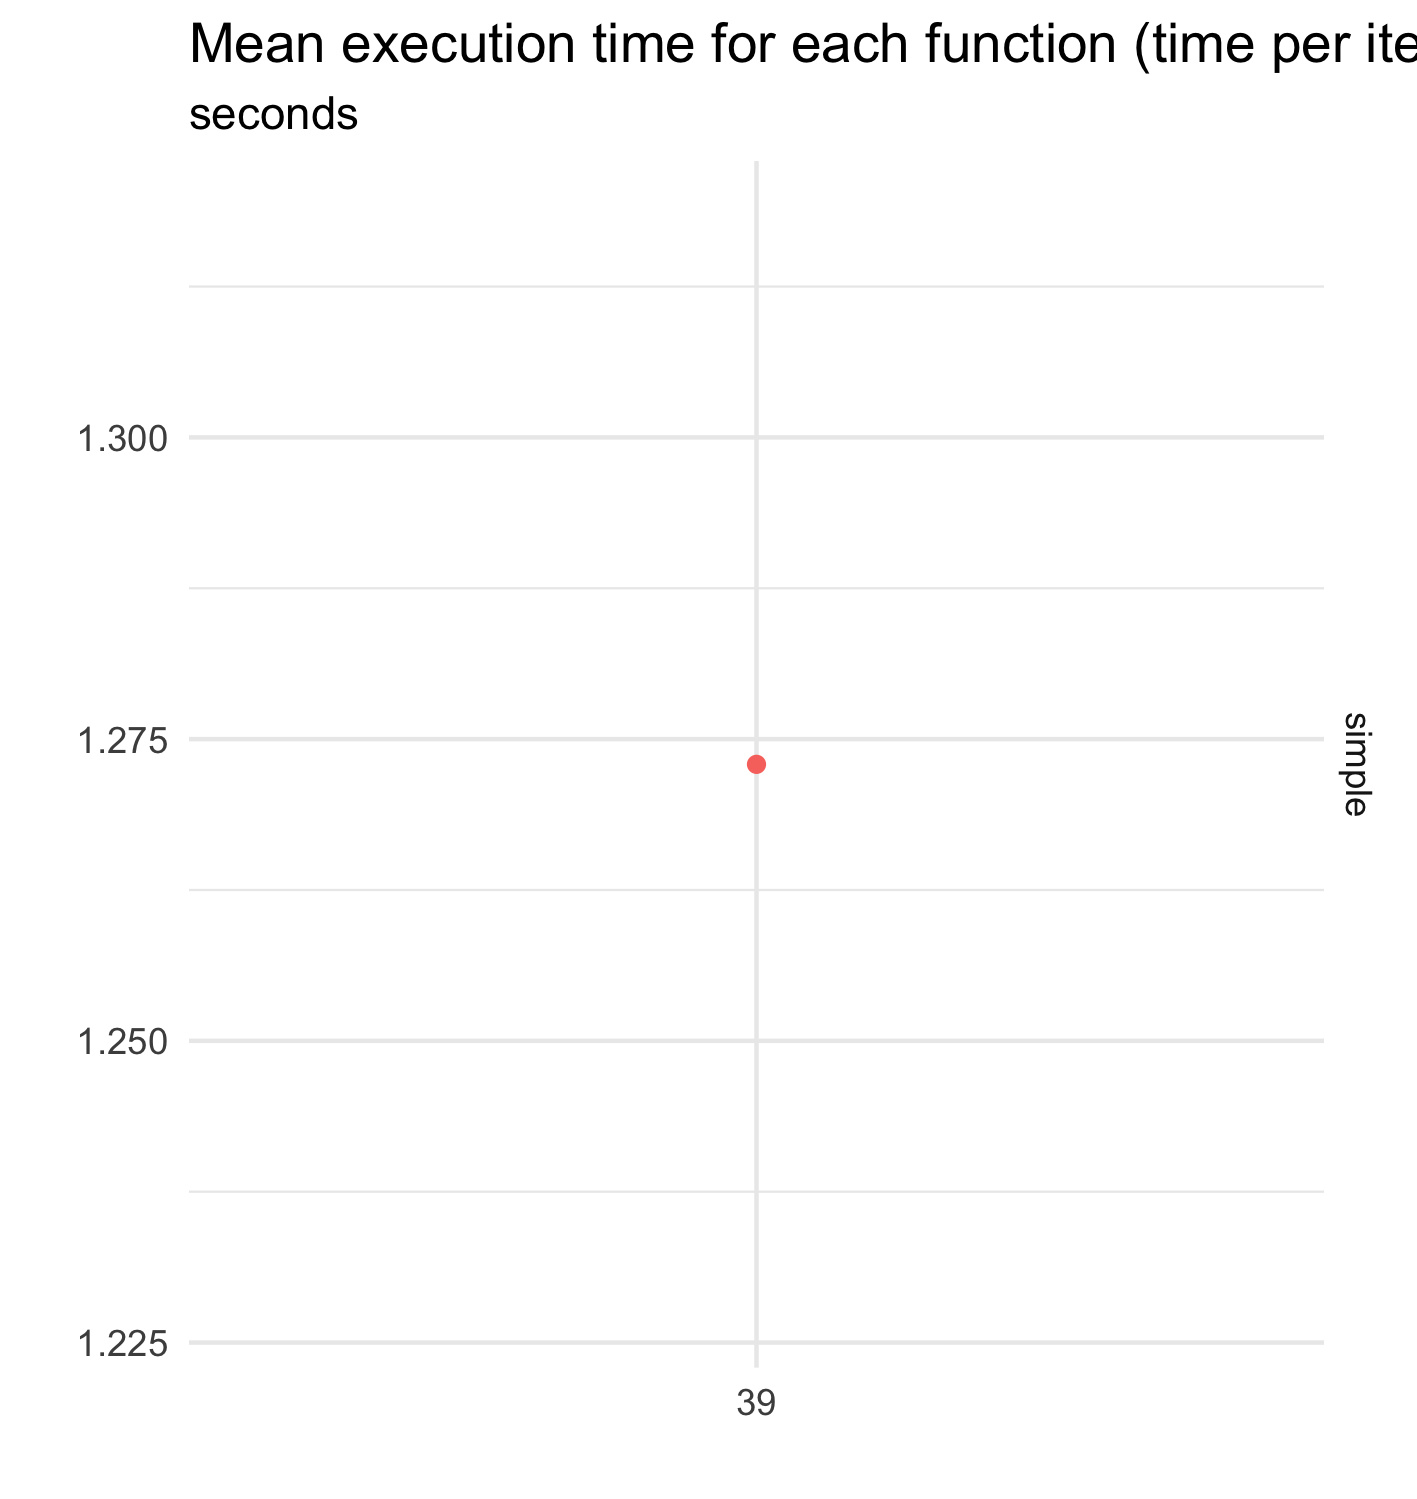 Mean execution time for each function (time per ite
seconds
1.300
1.275
simple
1.250
1.225
39